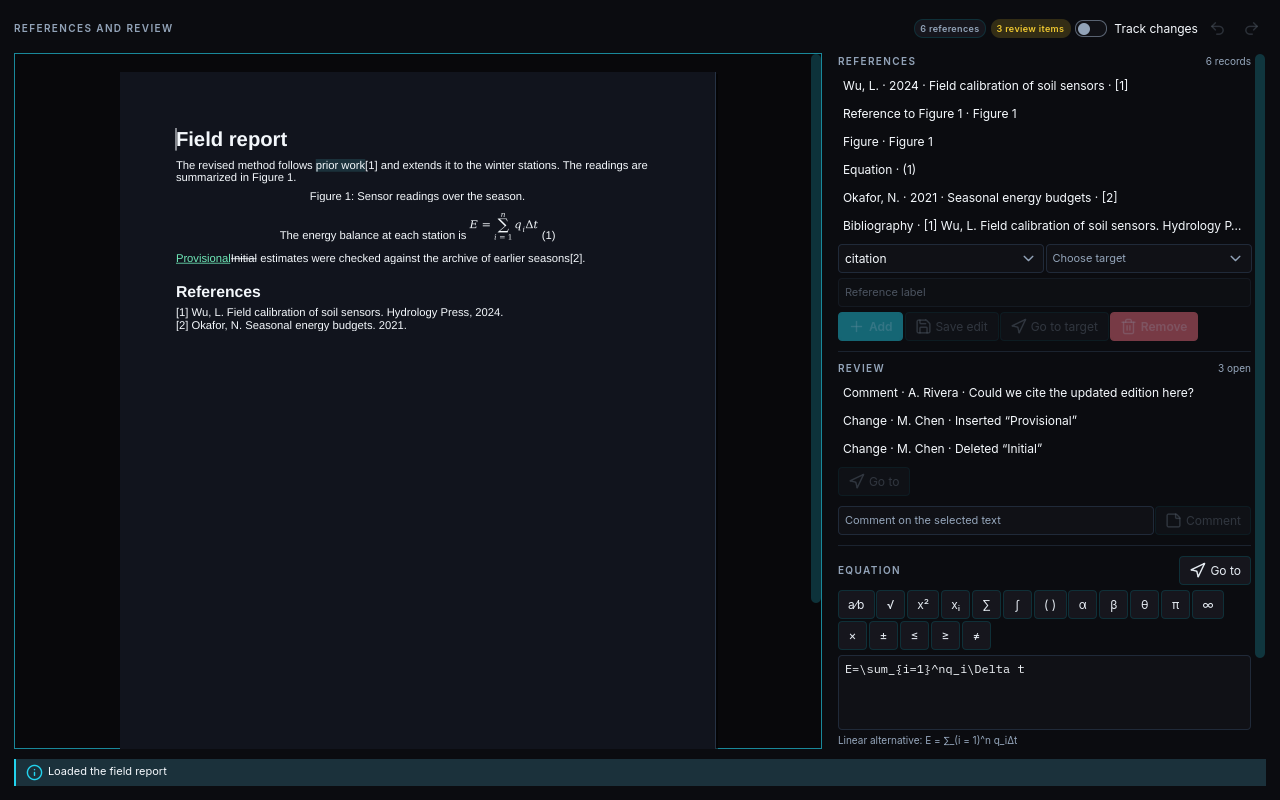 REFERENCES AND REVIEW
6 references
3 review items
Track changes
Field report
The revised method follows prior work[1] and extends it to the winter stations. The readings are
summarized in Figure 1.
Figure 1: Sensor readings over the season.
The energy balance at each station is E = ∑_{i=1}^{n} q_iΔt (1)
ProvisionalInitial estimates were checked against the archive of earlier seasons[2].
References
[1] Wu, L. Field calibration of soil sensors. Hydrology Press, 2024.
[2] Okafor, N. Seasonal energy budgets. 2021.
REFERENCES
6 records
Wu, L. · 2024 · Field calibration of soil sensors · [1]
Reference to Figure 1 · Figure 1
Figure · Figure 1
Equation · (1)
Okafor, N. · 2021 · Seasonal energy budgets · [2]
Bibliography · [1] Wu, L. Field calibration of soil sensors. Hydrology P...
citation
Choose target
Reference label
Add
Save edit
Go to target
Remove
REVIEW
3 open
Comment · A. Rivera · Could we cite the updated edition here?
Change · M. Chen · Inserted “Provisional”
Change · M. Chen · Deleted “Initial”
Go to
Comment on the selected text
Comment
EQUATION
Go to
a⁄b √ x² xᵢ ∑ ∫ ( ) α β θ π ∞
× ± ≤ ≥ ≠
E=\sum_{i=1}^nq_i\Delta t
Linear alternative: E = ∑_(i = 1)^n q_iΔt
Loaded the field report